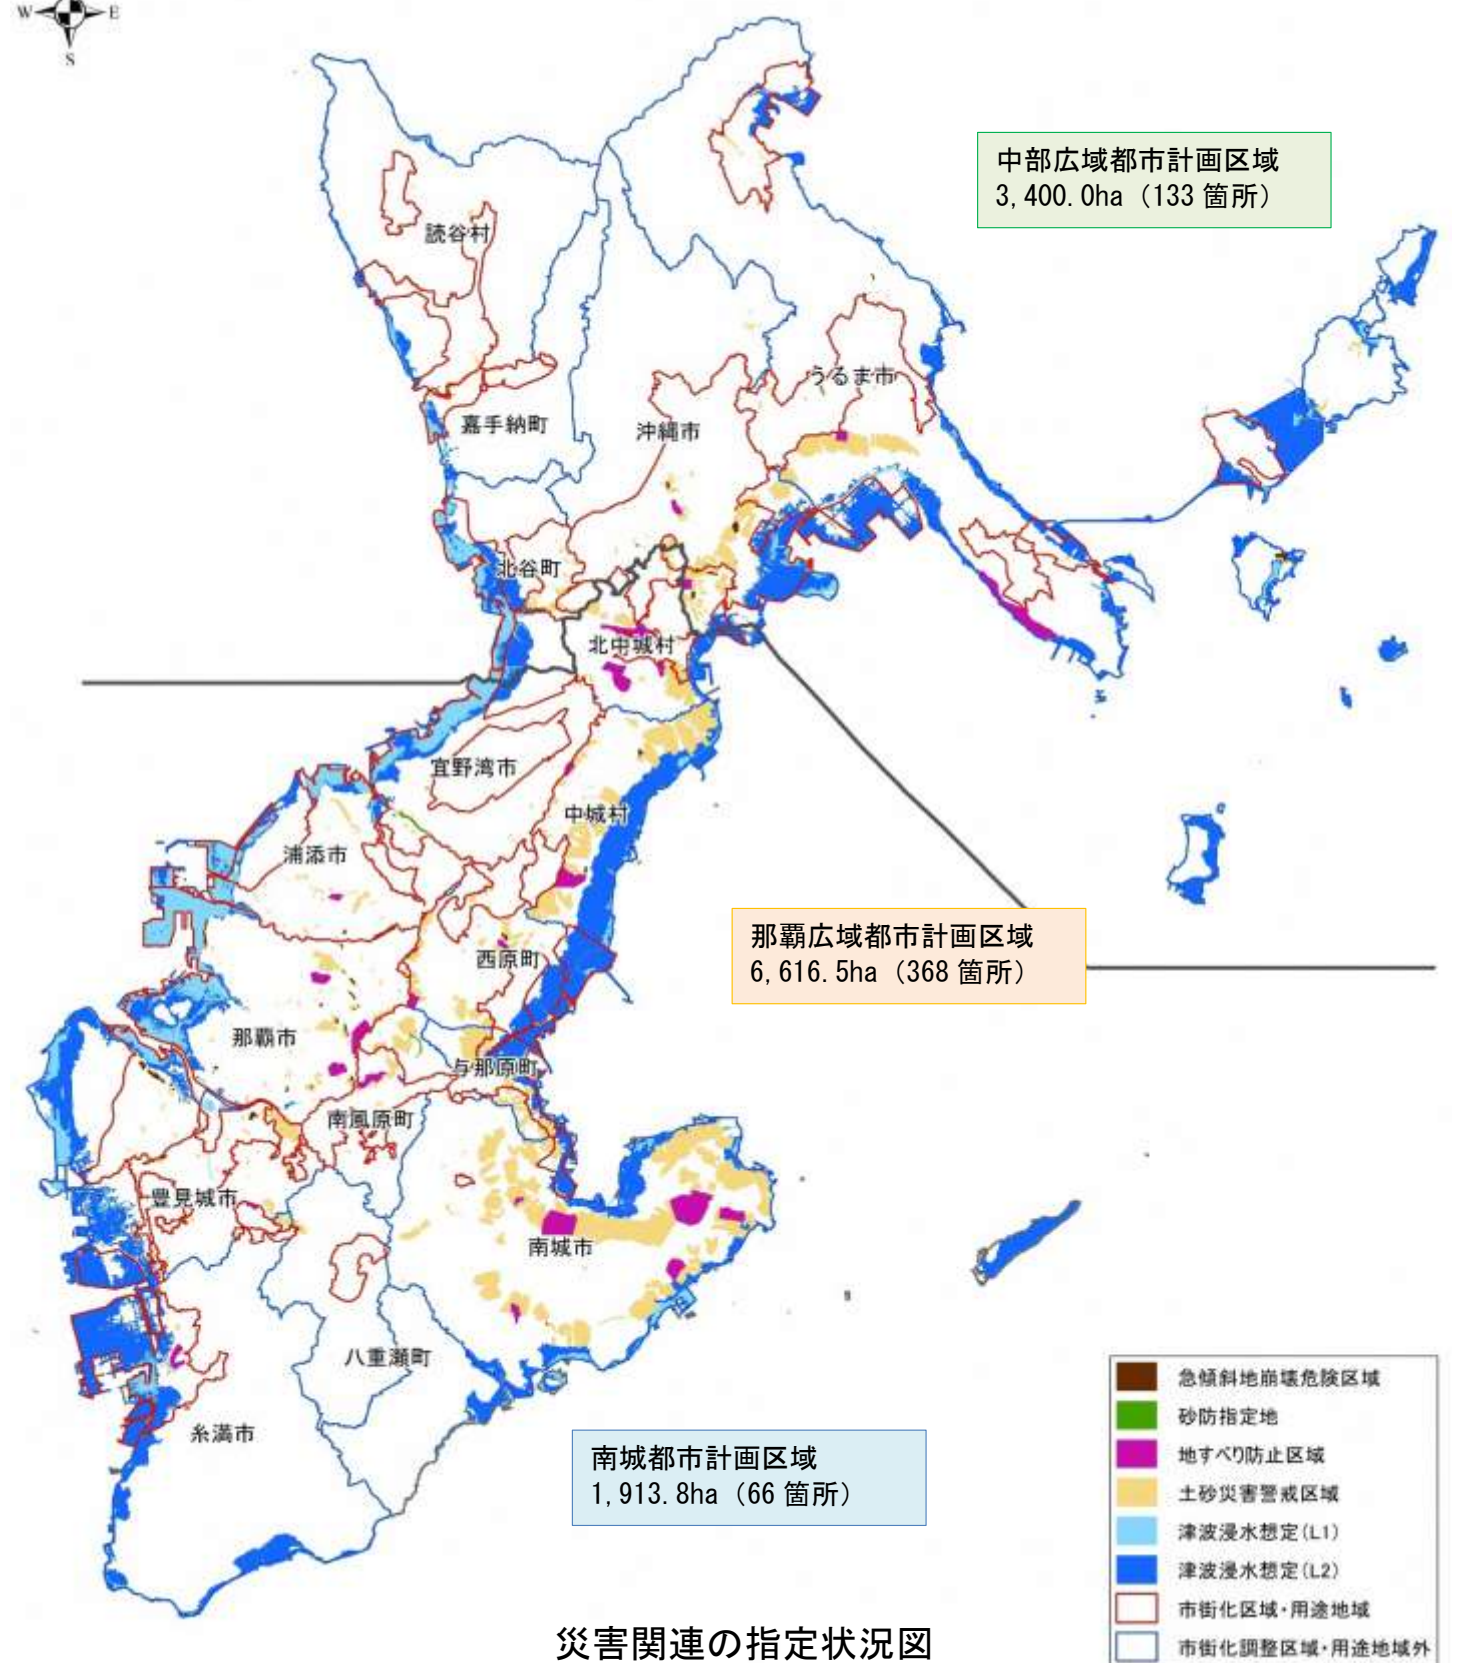 W E
S
中部広域都市計画区域
3,400.0ha（133 箇所）
読谷村
うるま市
嘉手納町
沖縄市
北谷町
北中城村
宜野湾市
中城村
浦添市
那覇広域都市計画区域
6,616.5ha（368 箇所）
西原町
那覇市
与那原町
南風原町
豊見城市
南城市
八重瀬町
糸満市
南城都市計画区域
1,913.8ha（66 箇所）
急傾斜地崩壊危険区域
砂防指定地
地すべり防止区域
土砂災害警戒区域
津波浸水想定(L1)
津波浸水想定(L2)
市街化区域・用途地域
市街化調整区域・用途地域外
災害関連の指定状況図